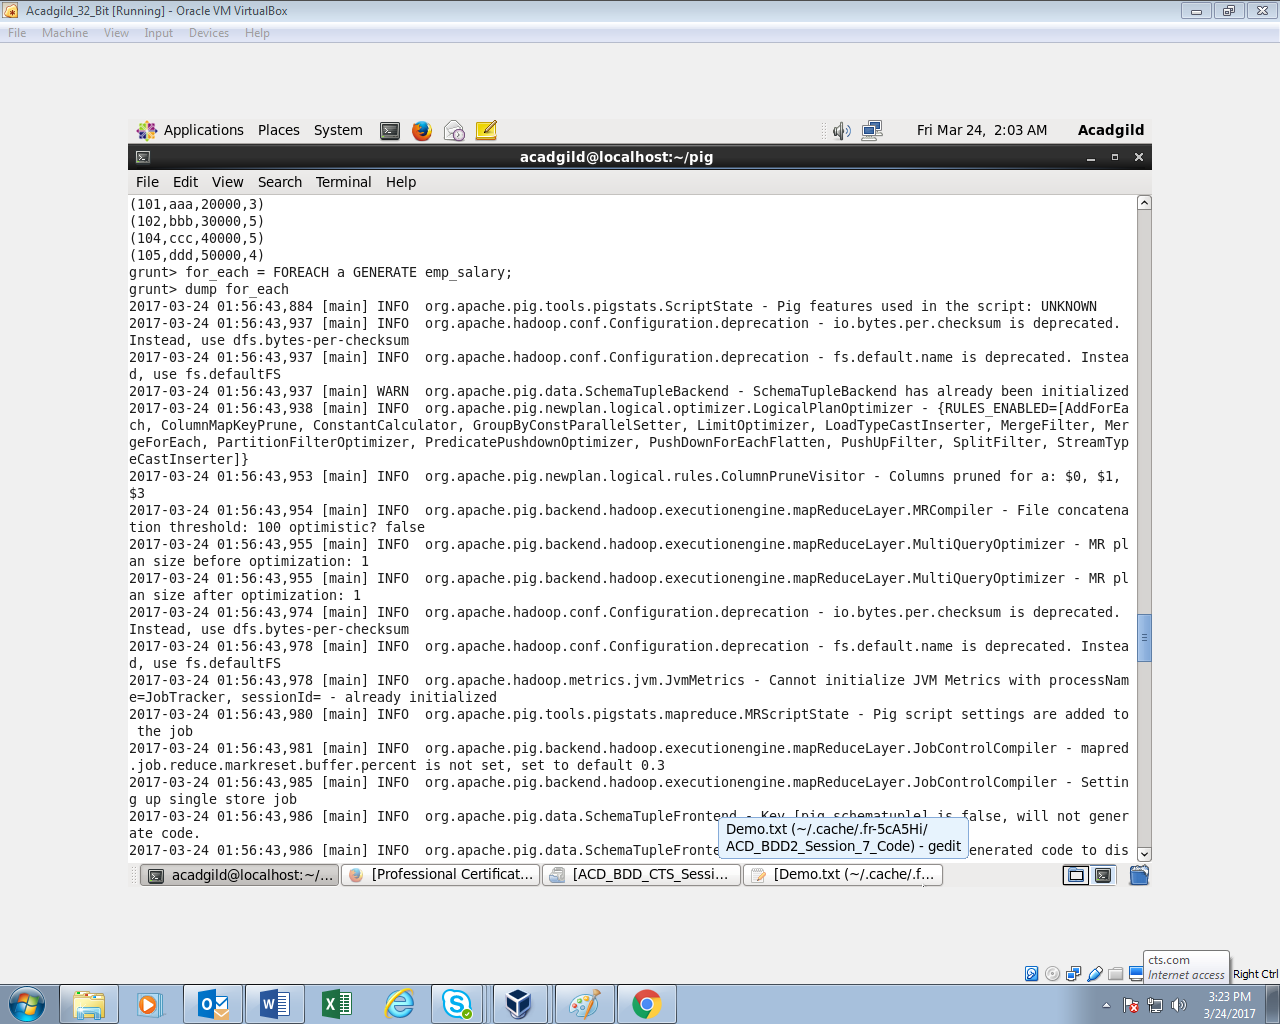 Acadgild_32_Bit [Running] - Oracle VM VirtualBox
File Machine View Input Devices Help
Applications Places System Fri Mar 24, 2:03 AM Acadgild
acadgild@localhost:~/pig
File Edit View Search Terminal Help
(101,aaa,20000,3)
(102,bbb,30000,5)
(104,ccc,40000,5)
(105,ddd,50000,4)
grunt> for_each = FOREACH a GENERATE emp_salary;
grunt> dump for_each
2017-03-24 01:56:43,884 [main] INFO  org.apache.pig.tools.pigstats.ScriptState - Pig features used in the script: UNKNOWN
2017-03-24 01:56:43,937 [main] INFO  org.apache.hadoop.conf.Configuration.deprecation - io.bytes.per.checksum is deprecated.
Instead, use dfs.bytes-per-checksum
2017-03-24 01:56:43,937 [main] INFO  org.apache.hadoop.conf.Configuration.deprecation - fs.default.name is deprecated. Instea
d, use fs.defaultFS
2017-03-24 01:56:43,937 [main] WARN  org.apache.pig.data.SchemaTupleBackend - SchemaTupleBackend has already been initialized
2017-03-24 01:56:43,938 [main] INFO  org.apache.pig.newplan.logical.optimizer.LogicalPlanOptimizer - {RULES_ENABLED=[AddForEa
ch, ColumnMapKeyPrune, ConstantCalculator, GroupByConstParallelSetter, LimitOptimizer, LoadTypeCastInserter, MergeFilter, Mer
geForEach, PartitionFilterOptimizer, PredicatePushdownOptimizer, PushDownForEachFlatten, PushUpFilter, SplitFilter, StreamTyp
eCastInserter]}
2017-03-24 01:56:43,953 [main] INFO  org.apache.pig.newplan.logical.rules.ColumnPruneVisitor - Columns pruned for a: $0, $1,
$3
2017-03-24 01:56:43,954 [main] INFO  org.apache.pig.backend.hadoop.executionengine.mapReduceLayer.MRCompiler - File concatena
tion threshold: 100 optimistic? false
2017-03-24 01:56:43,955 [main] INFO  org.apache.pig.backend.hadoop.executionengine.mapReduceLayer.MultiQueryOptimizer - MR pl
an size before optimization: 1
2017-03-24 01:56:43,955 [main] INFO  org.apache.pig.backend.hadoop.executionengine.mapReduceLayer.MultiQueryOptimizer - MR pl
an size after optimization: 1
2017-03-24 01:56:43,974 [main] INFO  org.apache.hadoop.conf.Configuration.deprecation - io.bytes.per.checksum is deprecated.
Instead, use dfs.bytes-per-checksum
2017-03-24 01:56:43,978 [main] INFO  org.apache.hadoop.conf.Configuration.deprecation - fs.default.name is deprecated. Instea
d, use fs.defaultFS
2017-03-24 01:56:43,978 [main] INFO  org.apache.hadoop.metrics.jvm.JvmMetrics - Cannot initialize JVM Metrics with processNam
e=JobTracker, sessionId= - already initialized
2017-03-24 01:56:43,980 [main] INFO  org.apache.pig.tools.pigstats.mapreduce.MRScriptState - Pig script settings are added to
the job
2017-03-24 01:56:43,981 [main] INFO  org.apache.pig.backend.hadoop.executionengine.mapReduceLayer.JobControlCompiler - mapred
.job.reduce.markreset.buffer.percent is not set, set to default 0.3
2017-03-24 01:56:43,985 [main] INFO  org.apache.pig.backend.hadoop.executionengine.mapReduceLayer.JobControlCompiler - Settin
g up single store job
2017-03-24 01:56:43,986 [main] INFO  org.apache.pig.data.SchemaTupleFrontend - Key [pig.schematuple] is false, will not gener
ate code.
2017-03-24 01:56:43,986 [main] INFO  org.apache.pig.data.SchemaTupleFronte generated code to dis
Demo.txt (~/.cache/.fr-5cA5Hi/
ACD_BDD2_Session_7_Code) - gedit
acadgild@localhost:~/... [Professional Certificat... [ACD_BDD_CTS_Sessi... [Demo.txt (~/.cache/.f...
cts.com
Internet access
Right Ctrl
3:23 PM
3/24/2017